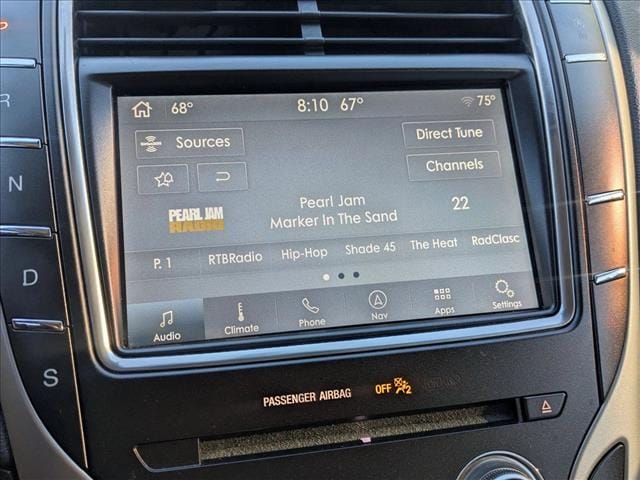 68° 8:10 67° 75°
Sources Direct Tune
Channels
PEARL JAM
RADIO
Pearl Jam
Marker In The Sand
22
P. 1 RTBRadio Hip-Hop Shade 45 The Heat RadClasc
Audio Climate Phone Nav Apps Settings
R
N
D
S
PASSENGER AIRBAG OFF 2